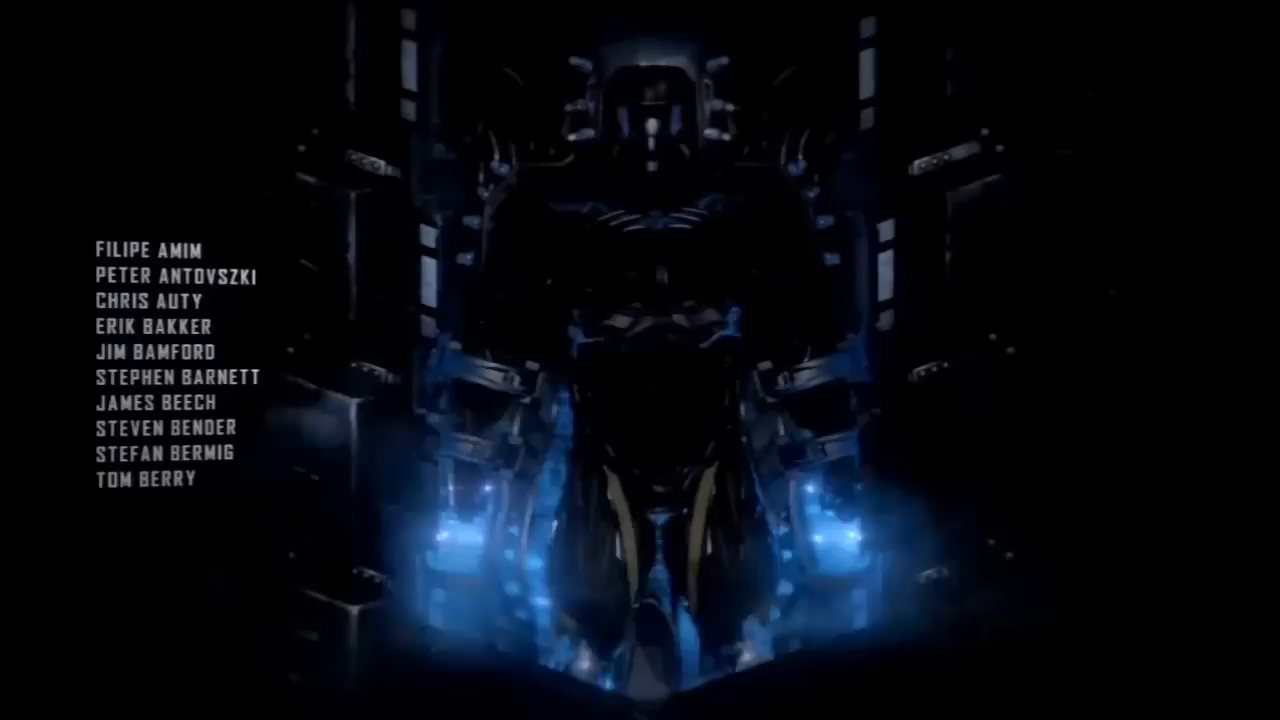 FILIPE AMIM
PETER ANTOVSZKI
CHRIS AUTY
ERIK BAKKER
JIM BAMFORD
STEPHEN BARNETT
JAMES BEECH
STEVEN BENDER
STEFAN BERMIG
TOM BERRY